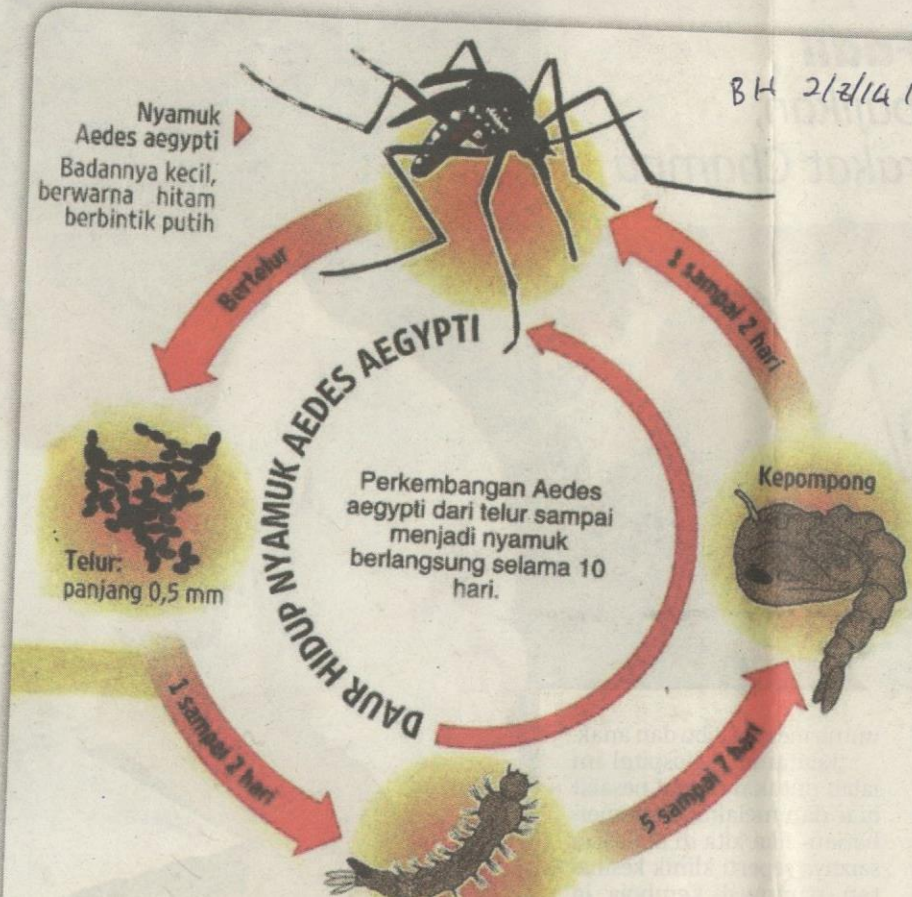 BH 2/2/14
Nyamuk
Aedes aegypti
Badannya kecil,
berwarna hitam
berbintik putih
Bertelur
1 sampai 2 hari
DAUR HIDUP NYAMUK AEDES AEGYPTI
Perkembangan Aedes
aegypti dari telur sampai
menjadi nyamuk
berlangsung selama 10
hari.
Kepompong
Telur:
panjang 0,5 mm
1 sampai 2 hari
5 sampai 7 hari